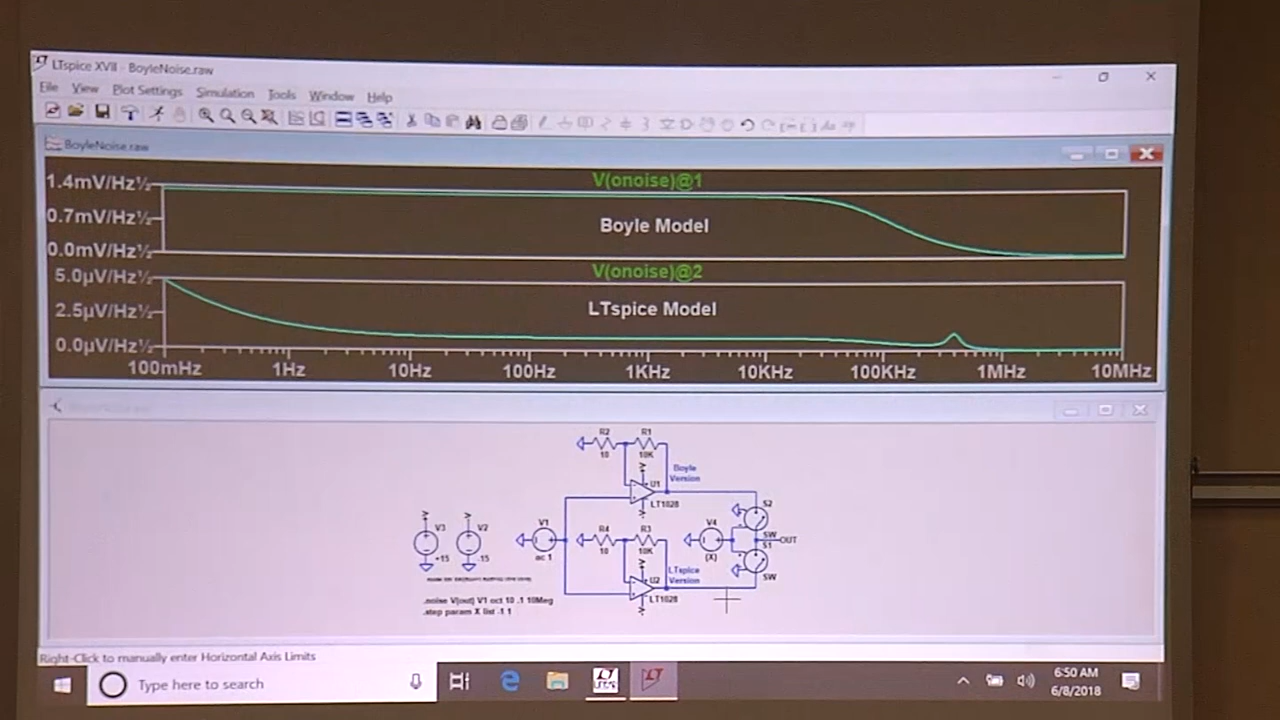 LTspice XVII - BoyleNoise.raw
File View Plot Settings Simulation Tools Window Help
BoyleNoise.raw
V(onoise)@1
1.4mV/Hz½
0.7mV/Hz½
0.0mV/Hz½
Boyle Model
V(onoise)@2
5.0µV/Hz½
2.5µV/Hz½
0.0µV/Hz½
LTspice Model
100mHz 1Hz 10Hz 100Hz 1KHz 10KHz 100KHz 1MHz 10MHz
R2 R1
10 10K
Boyle
Version
U1
LT1028
S2
SW
V3 V2 V1 R4 R3 V4
+15 15 ac 1 10 10K (X)
OUT
S1
SW
LTspice
Version
U2
LT1028
.noise V(out) V1 oct 10 .1 10Meg
.step param X list -1 1
Right-Click to manually enter Horizontal Axis Limits
Type here to search
6:50 AM
6/8/2018